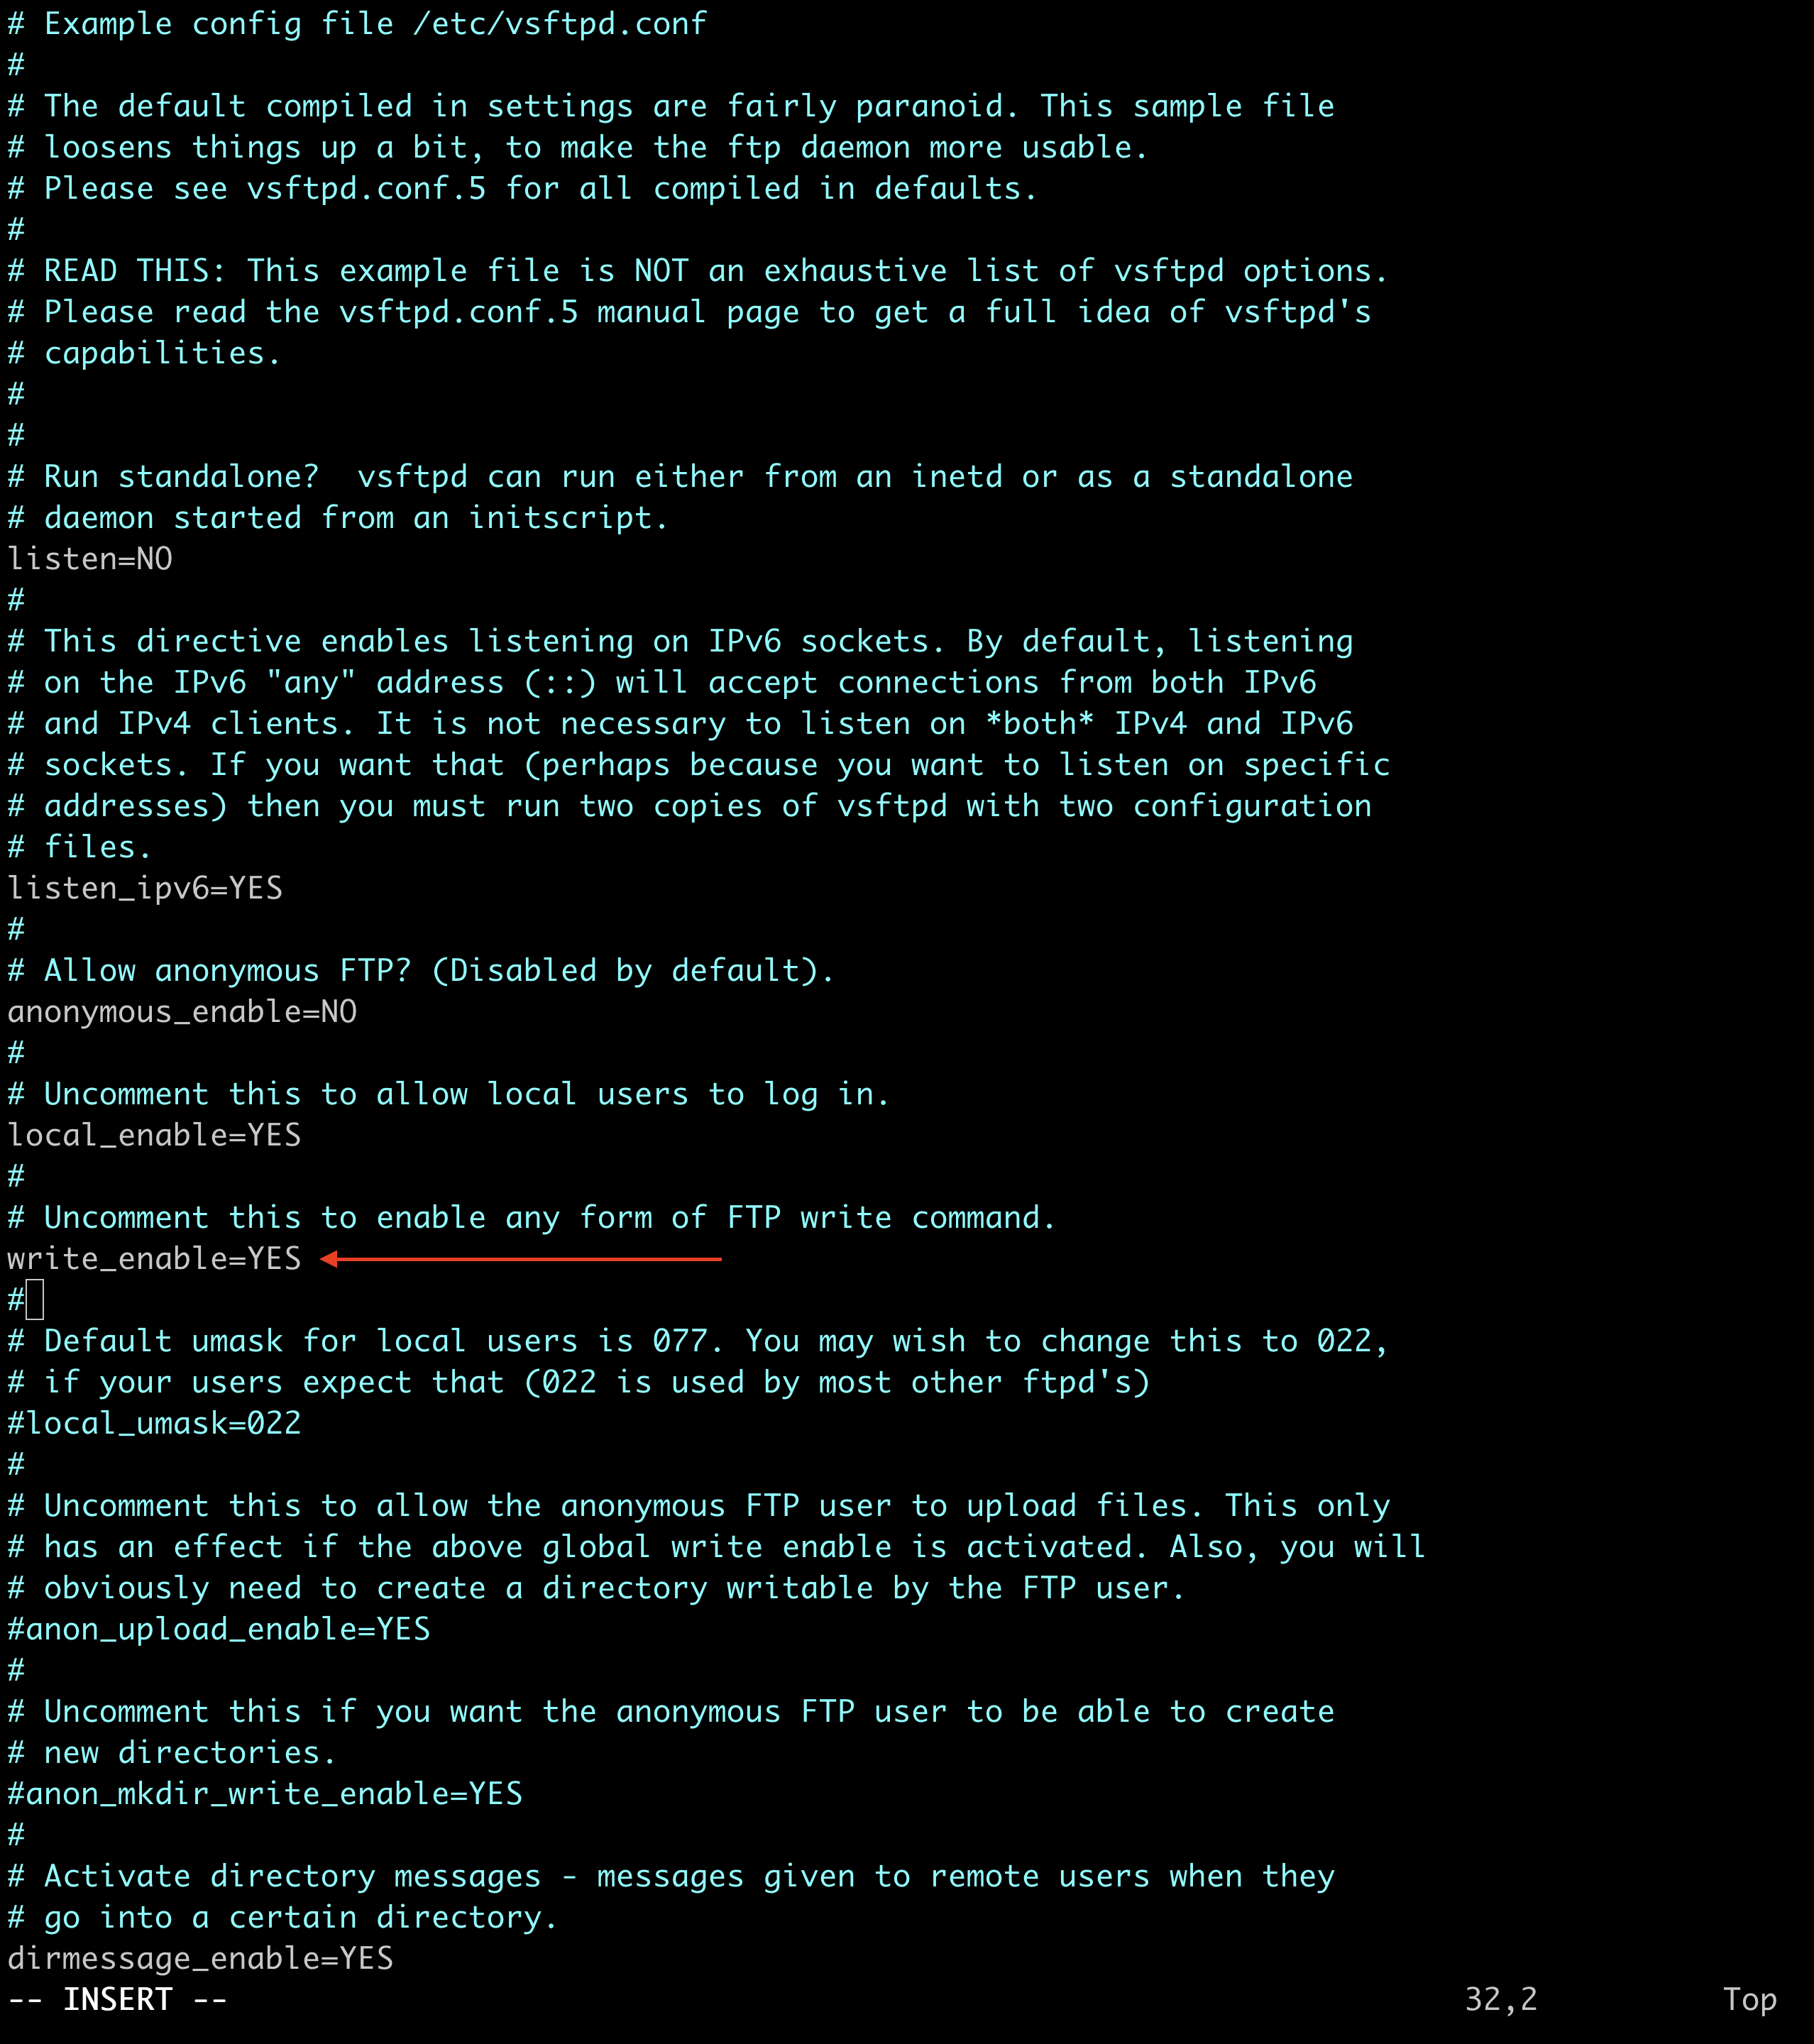 # Example config file /etc/vsftpd.conf
#
# The default compiled in settings are fairly paranoid. This sample file
# loosens things up a bit, to make the ftp daemon more usable.
# Please see vsftpd.conf.5 for all compiled in defaults.
#
# READ THIS: This example file is NOT an exhaustive list of vsftpd options.
# Please read the vsftpd.conf.5 manual page to get a full idea of vsftpd's
# capabilities.
#
#
# Run standalone?  vsftpd can run either from an inetd or as a standalone
# daemon started from an initscript.
listen=NO
#
# This directive enables listening on IPv6 sockets. By default, listening
# on the IPv6 "any" address (::) will accept connections from both IPv6
# and IPv4 clients. It is not necessary to listen on *both* IPv4 and IPv6
# sockets. If you want that (perhaps because you want to listen on specific
# addresses) then you must run two copies of vsftpd with two configuration
# files.
listen_ipv6=YES
#
# Allow anonymous FTP? (Disabled by default).
anonymous_enable=NO
#
# Uncomment this to allow local users to log in.
local_enable=YES
#
# Uncomment this to enable any form of FTP write command.
write_enable=YES
#
# Default umask for local users is 077. You may wish to change this to 022,
# if your users expect that (022 is used by most other ftpd's)
#local_umask=022
#
# Uncomment this to allow the anonymous FTP user to upload files. This only
# has an effect if the above global write enable is activated. Also, you will
# obviously need to create a directory writable by the FTP user.
#anon_upload_enable=YES
#
# Uncomment this if you want the anonymous FTP user to be able to create
# new directories.
#anon_mkdir_write_enable=YES
#
# Activate directory messages - messages given to remote users when they
# go into a certain directory.
dirmessage_enable=YES
-- INSERT -- 32,2 Top